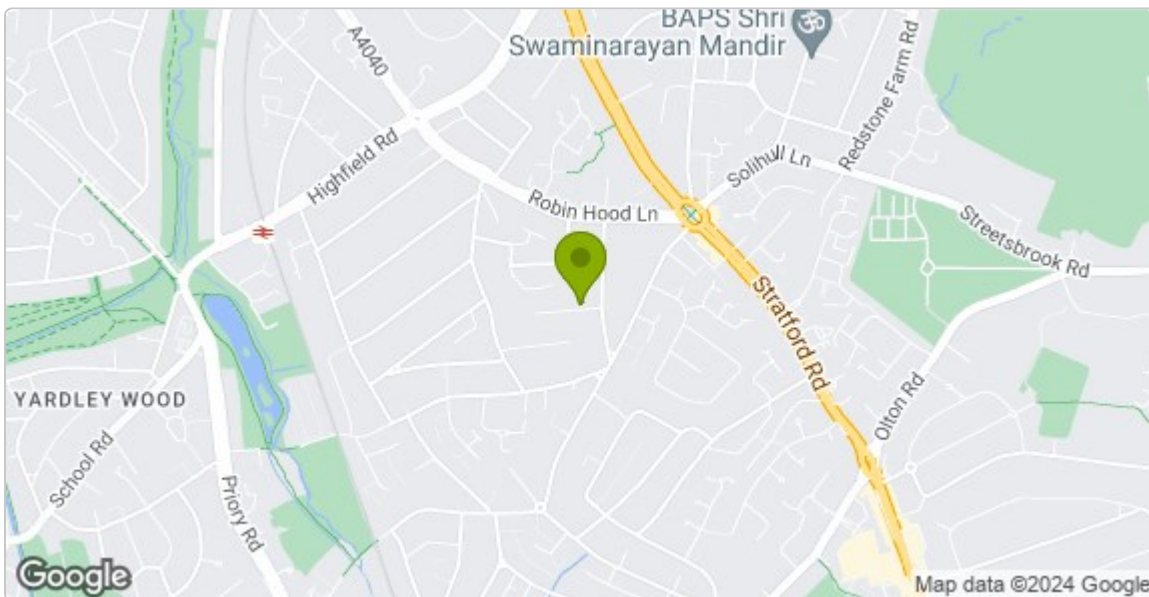 BAPS Shri
Swaminarayan Mandir
A4040
Redstone Farm Rd
Highfield Rd
Solihull Ln
Robin Hood Ln
Streetsbrook Rd
Stratford Rd
YARDLEY WOOD
Olton Rd
School Rd
Priory Rd
Google
Map data ©2024 Google